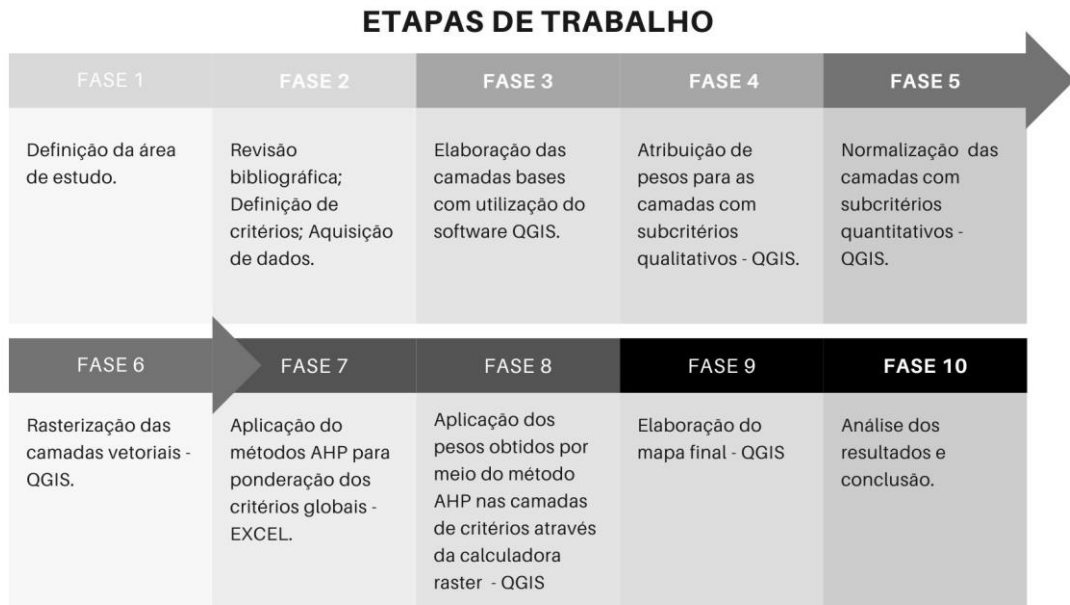 ETAPAS DE TRABALHO
FASE 1
Definição da área
de estudo.
FASE 2
Revisão
bibliográfica;
Definição de
critérios; Aquisição
de dados.
FASE 3
Elaboração das
camadas bases
com utilização do
software QGIS.
FASE 4
Atribuição de
pesos para as
camadas com
subcritérios
qualitativos - QGIS.
FASE 5
Normalização das
camadas com
subcritérios
quantitativos -
QGIS.
FASE 6
Rasterização das
camadas vetoriais -
QGIS.
FASE 7
Aplicação do
métodos AHP para
ponderação dos
critérios globais -
EXCEL.
FASE 8
Aplicação dos
pesos obtidos por
meio do método
AHP nas camadas
de critérios através
da calculadora
raster - QGIS
FASE 9
Elaboração do
mapa final - QGIS
FASE 10
Análise dos
resultados e
conclusão.